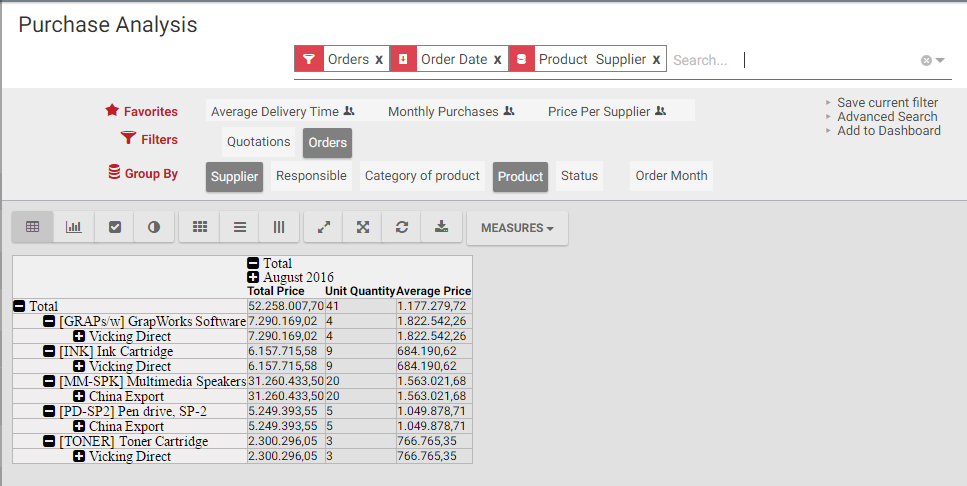 Purchase Analysis
Orders x Order Date x Product Supplier x Search...
Favorites Average Delivery Time Monthly Purchases Price Per Supplier
Save current filter
Advanced Search
Add to Dashboard
Filters Quotations Orders
Group By Supplier Responsible Category of product Product Status Order Month
MEASURES
Total
August 2016
Total Price Unit Quantity Average Price
Total 52.258.007,70 41 1.177.279,72
[GRAPs/w] GrapWorks Software 7.290.169,02 4 1.822.542,26
Vicking Direct 7.290.169,02 4 1.822.542,26
[INK] Ink Cartridge 6.157.715,58 9 684.190,62
Vicking Direct 6.157.715,58 9 684.190,62
[MM-SPK] Multimedia Speakers 31.260.433,50 20 1.563.021,68
China Export 31.260.433,50 20 1.563.021,68
[PD-SP2] Pen drive, SP-2 5.249.393,55 5 1.049.878,71
China Export 5.249.393,55 5 1.049.878,71
[TONER] Toner Cartridge 2.300.296,05 3 766.765,35
Vicking Direct 2.300.296,05 3 766.765,35